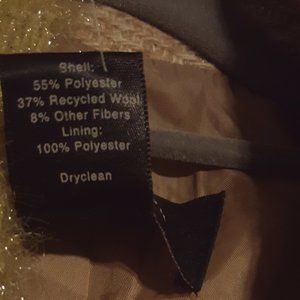 Shell:
55% Polyester
37% Recycled Wool
8% Other Fibers
Lining:
100% Polyester
Dryclean